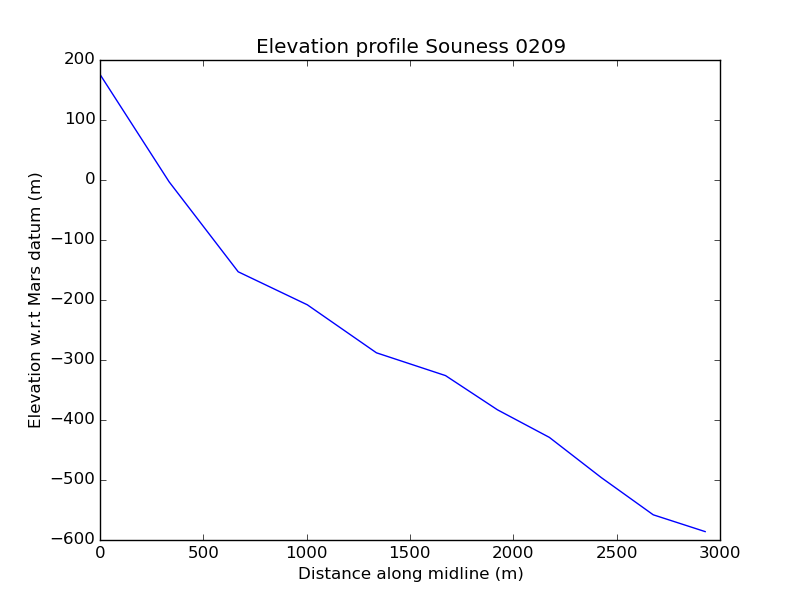 Elevation profile Souness 0209
200
100
0
−100
−200
−300
−400
−500
−600
Elevation w.r.t Mars datum (m)
0 500 1000 1500 2000 2500 3000
Distance along midline (m)